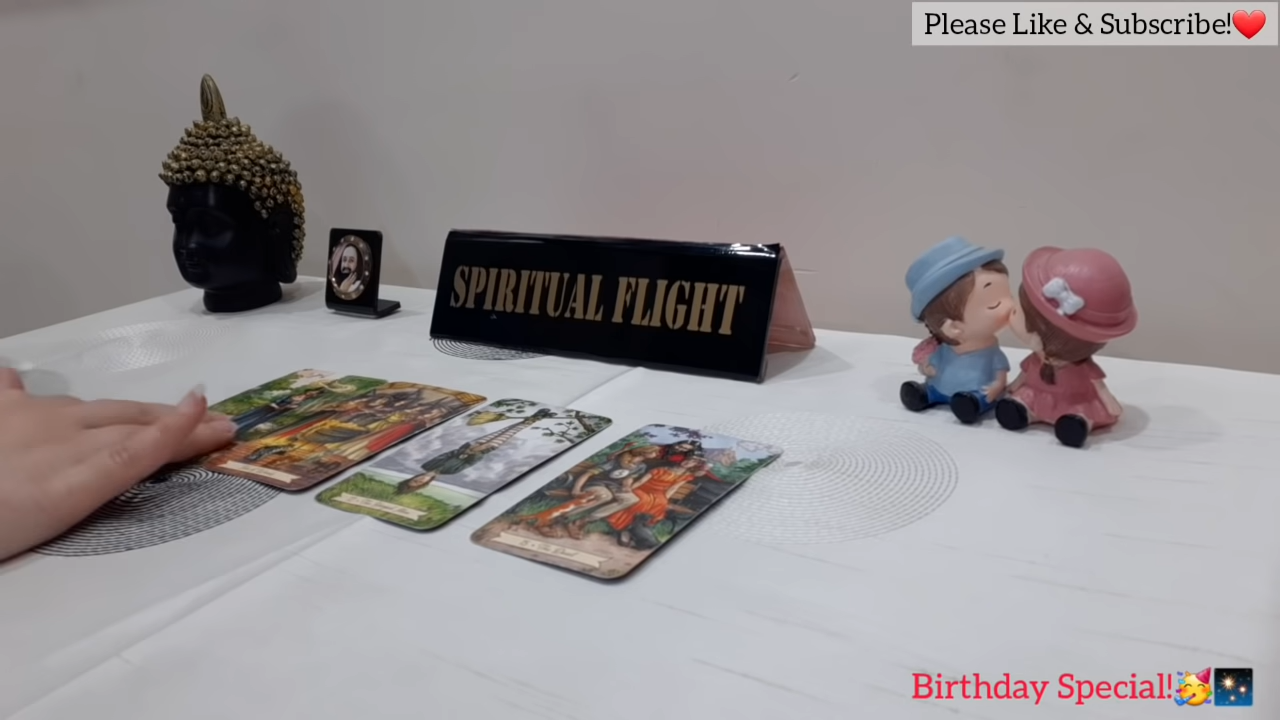 Please Like & Subscribe!❤️
SPIRITUAL FLIGHT
Birthday Special!🥳🎇